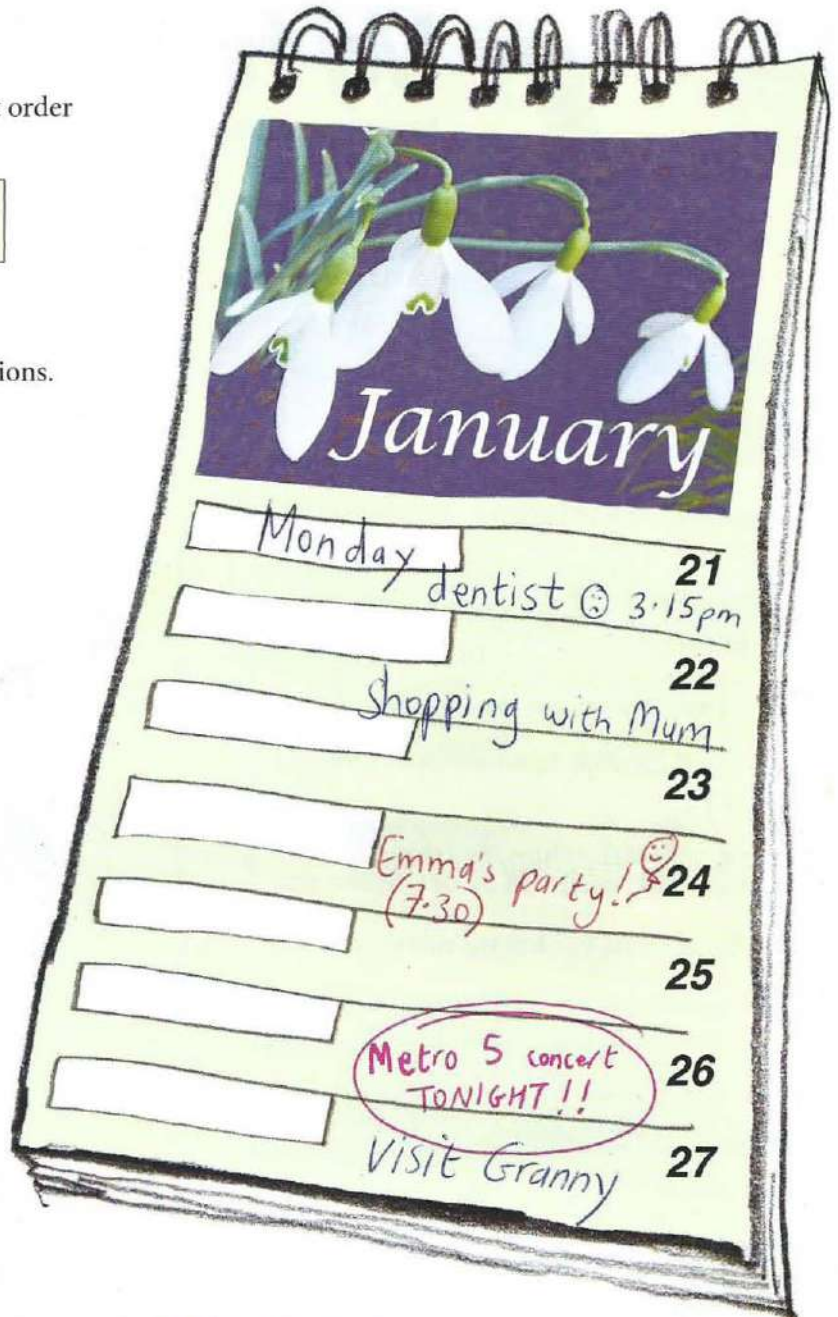 order
ions.
January
Monday
21
dentist 3.15pm
22
Shopping with Mum
23
Emma's party! 24
(7.30)
25
Metro 5 concert 26
TONIGHT!!
Visit Granny 27